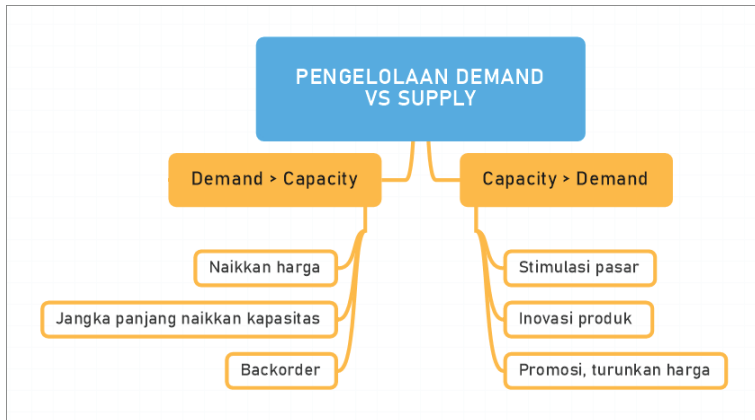 PENGELOLAAN DEMAND
VS SUPPLY
Demand > Capacity
Capacity > Demand
Naikkan harga
Jangka panjang naikkan kapasitas
Backorder
Stimulasi pasar
Inovasi produk
Promosi, turunkan harga